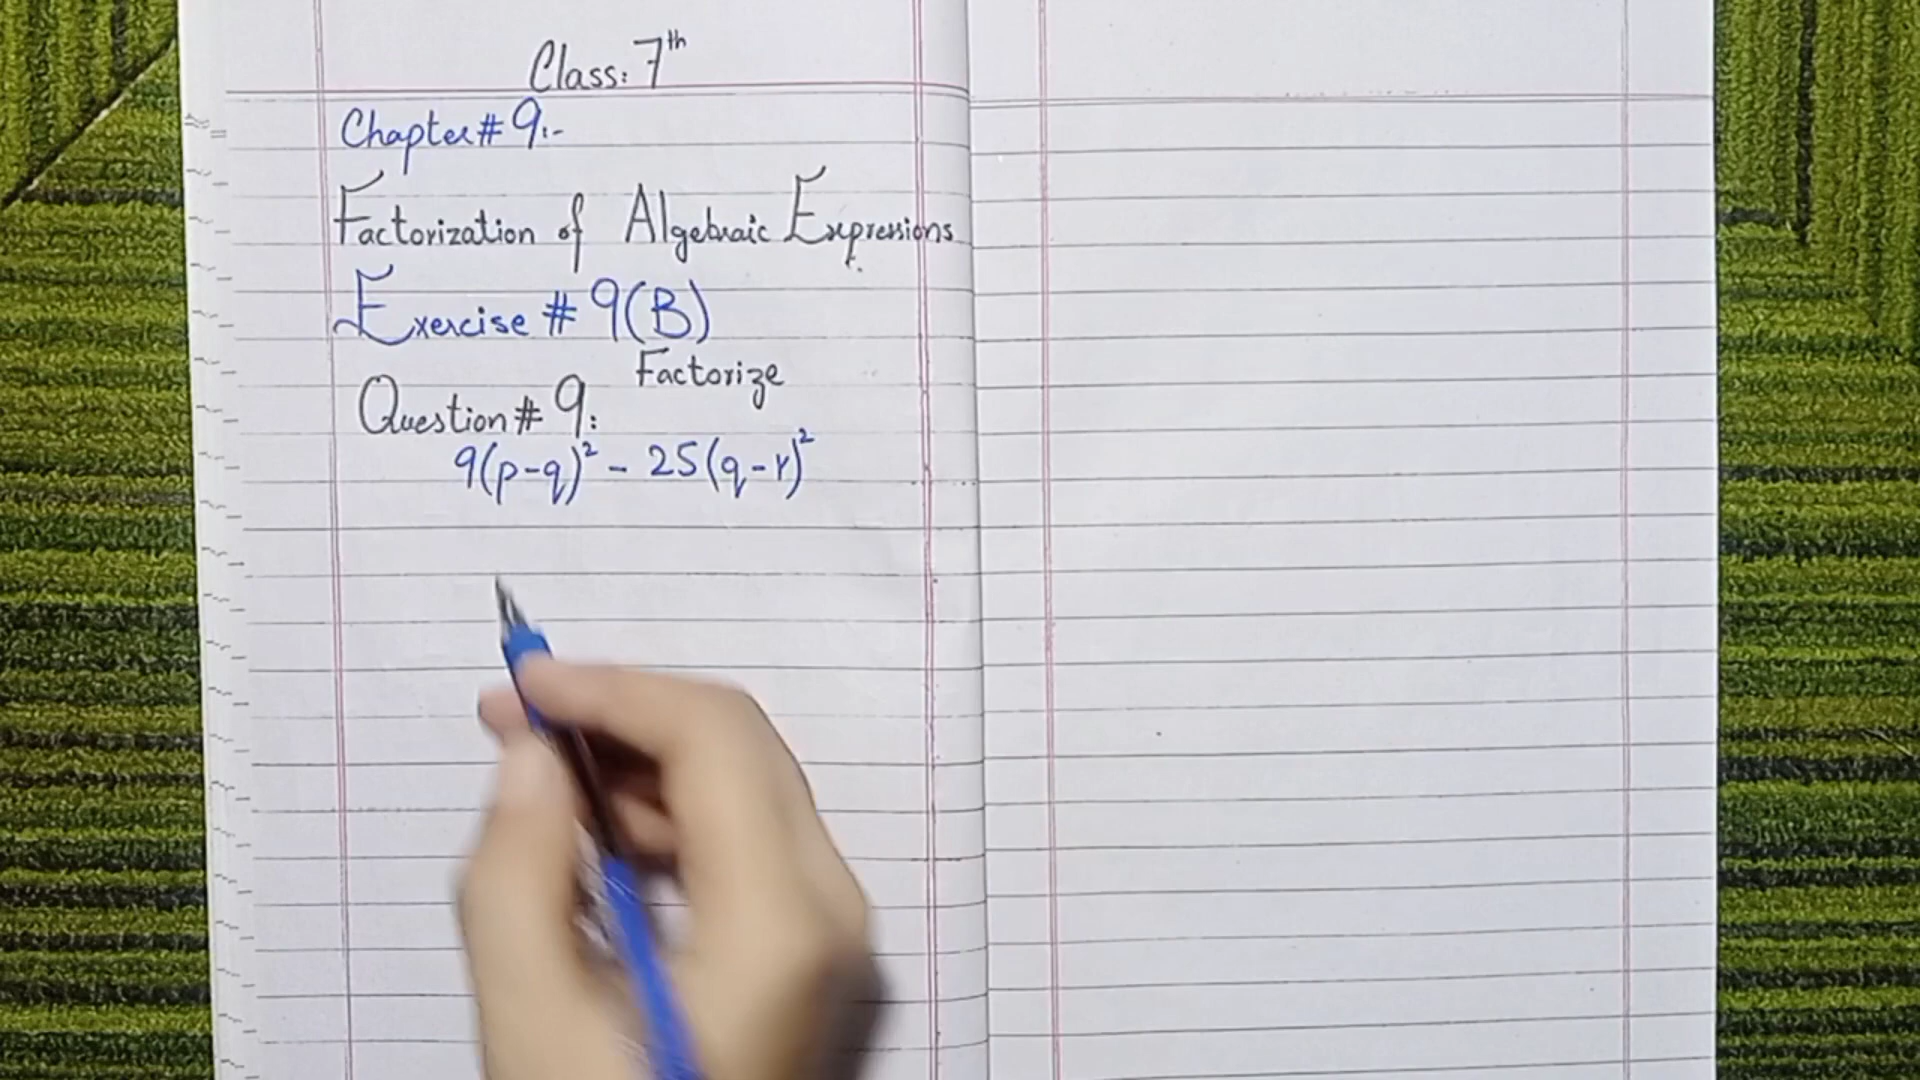 Class: 7th
Chapter # 9:-
Factorization of Algebraic Expressions
Exercise # 9(B)
Factorize
Question # 9:
9(p-q)² - 25(q-r)²